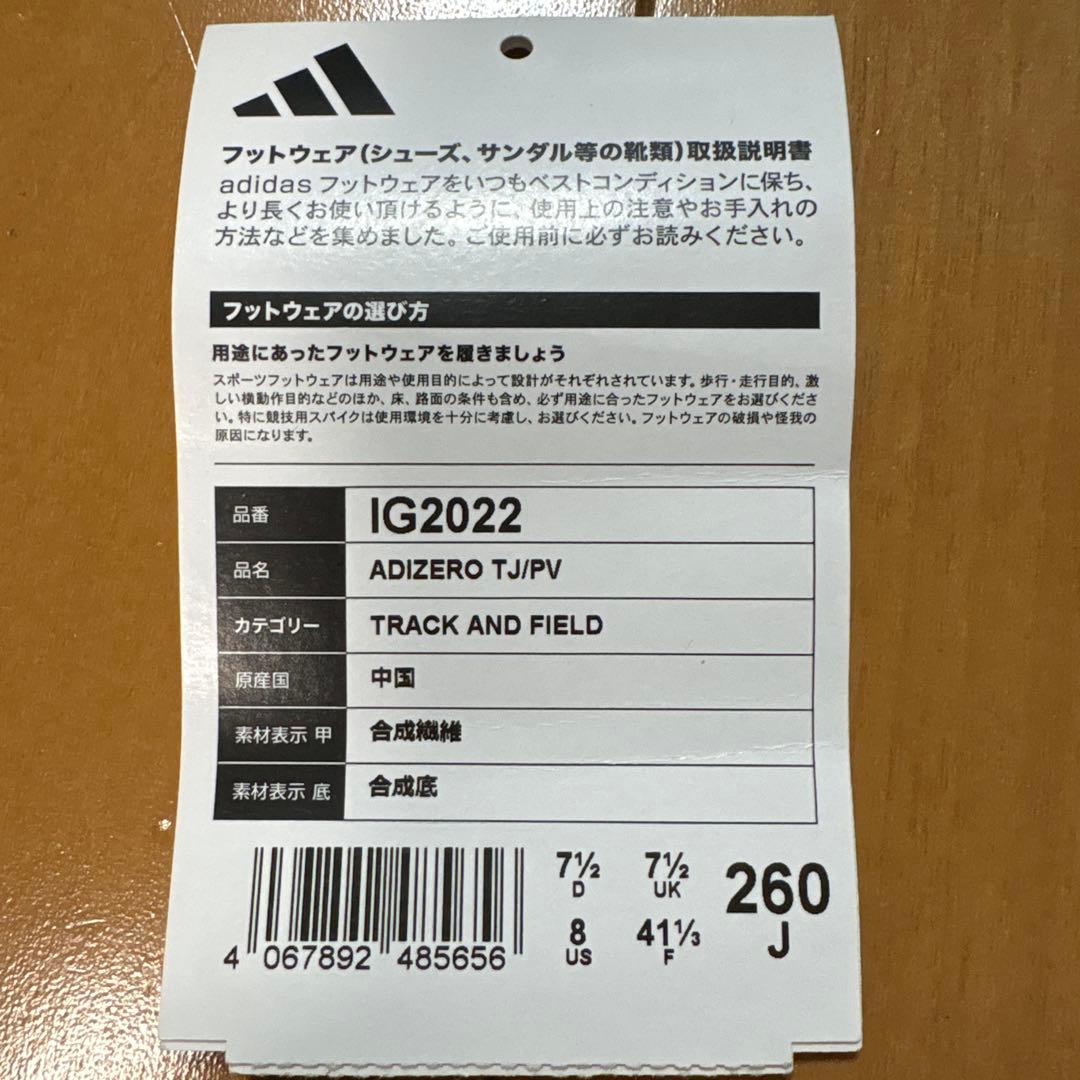 フットウェア(シューズ、サンダル等の靴類)取扱説明書
adidas フットウェアをいつもベストコンディションに保ち、
より長くお使い頂けるように、使用上の注意やお手入れの
方法などを集めました。ご使用前に必ずお読みください。
フットウェアの選び方
用途にあったフットウェアを履きましょう
スポーツフットウェアは用途や使用目的によって設計がそれぞれされています。歩行・走行目的、激
しい横動作目的などのほか、床、路面の条件も含め、必ず用途に合ったフットウェアをお選びくださ
い。特に競技用スパイクは使用環境を十分に考慮し、お選びください。フットウェアの破損や怪我の
原因になります。
品番 IG2022
品名 ADIZERO TJ/PV
カテゴリー TRACK AND FIELD
原産国 中国
素材表示 甲 合成繊維
素材表示 底 合成底
7½ 7½ 260
D UK
8 41⅓ J
US F
4 067892 485656